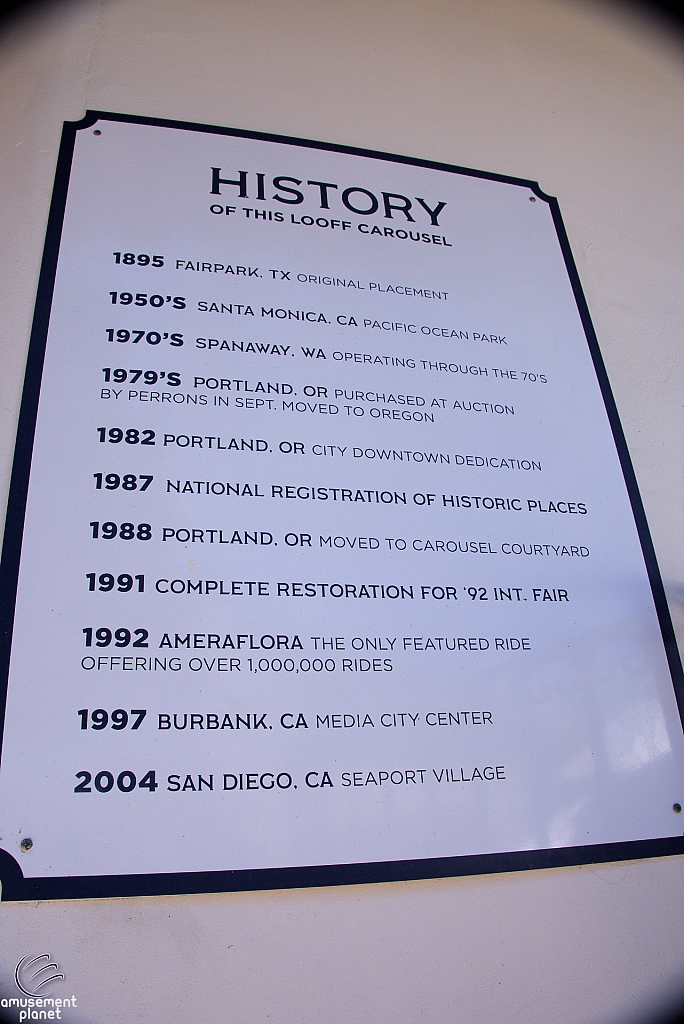 HISTORY
OF THIS LOOFF CAROUSEL
1895 FAIRPARK, TX ORIGINAL PLACEMENT
1950'S SANTA MONICA, CA PACIFIC OCEAN PARK
1970'S SPANAWAY, WA OPERATING THROUGH THE 70'S
1979'S PORTLAND, OR PURCHASED AT AUCTION
BY PERRONS IN SEPT. MOVED TO OREGON
1982 PORTLAND, OR CITY DOWNTOWN DEDICATION
1987 NATIONAL REGISTRATION OF HISTORIC PLACES
1988 PORTLAND, OR MOVED TO CAROUSEL COURTYARD
1991 COMPLETE RESTORATION FOR '92 INT. FAIR
1992 AMERAFLORA THE ONLY FEATURED RIDE
OFFERING OVER 1,000,000 RIDES
1997 BURBANK, CA MEDIA CITY CENTER
2004 SAN DIEGO, CA SEAPORT VILLAGE
amusement
planet